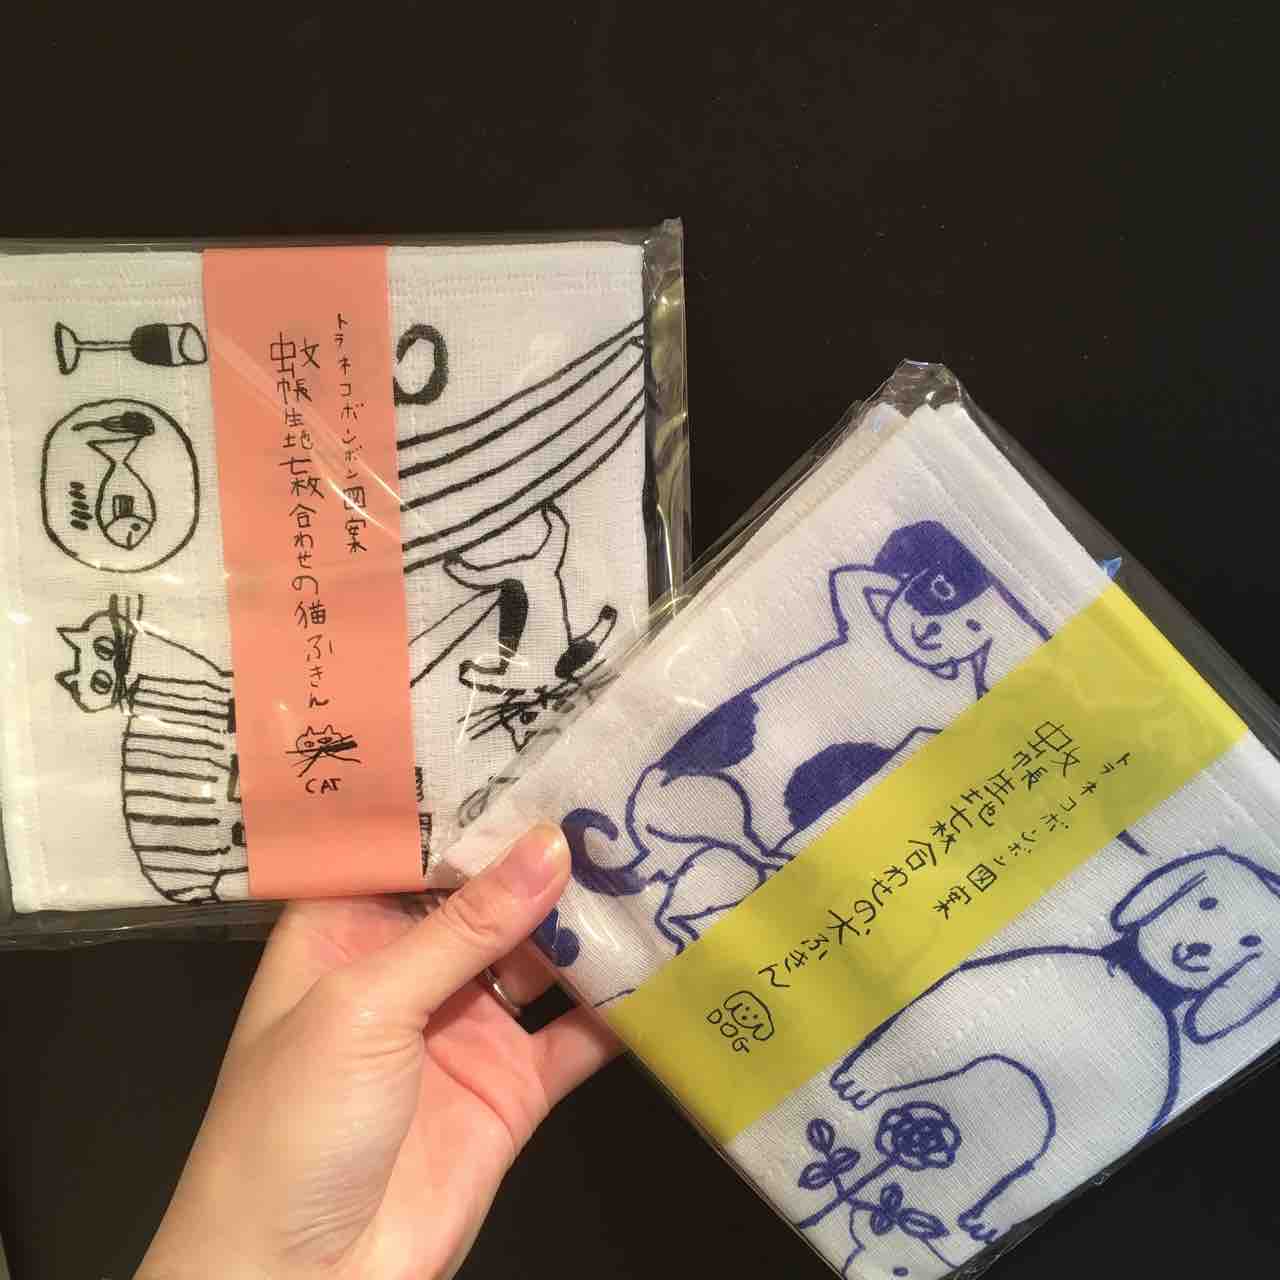 トラネコボンボン図案
蚊帳生地七枚合わせの猫ふきん
CAT
トラネコボンボン図案
蚊帳生地七枚合わせの犬ふきん
DOG